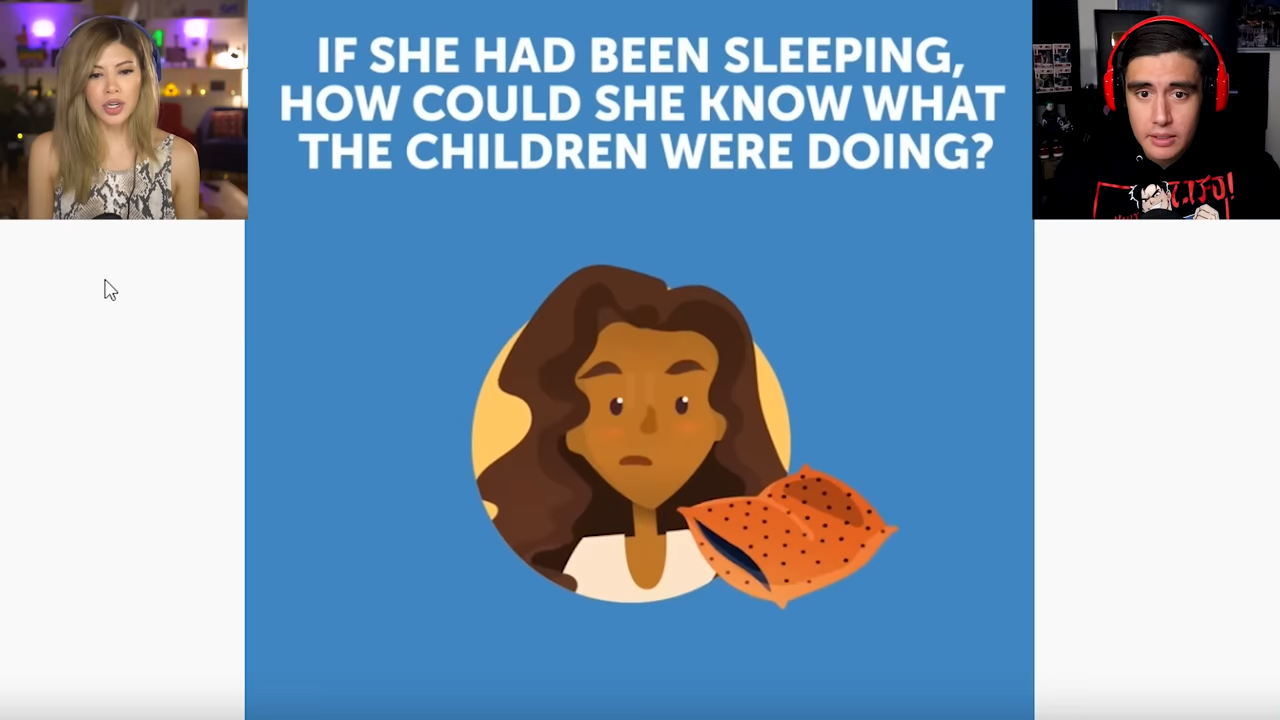 IF SHE HAD BEEN SLEEPING,
HOW COULD SHE KNOW WHAT
THE CHILDREN WERE DOING?